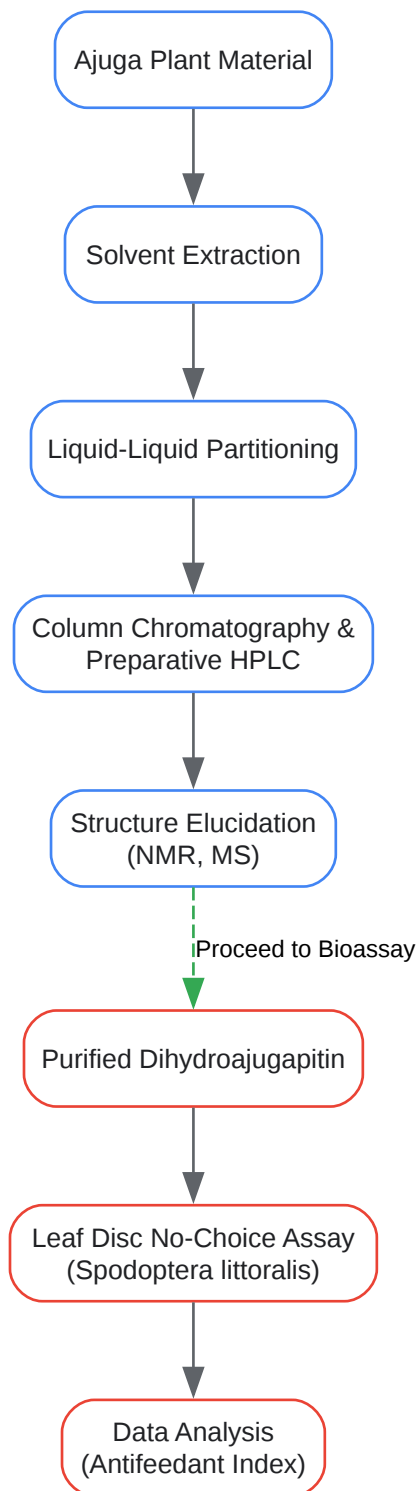 Ajuga Plant Material
Solvent Extraction
Liquid-Liquid Partitioning
Column Chromatography &
Preparative HPLC
Structure Elucidation
(NMR, MS)
Proceed to Bioassay
Purified Dihydroajugapitin
Leaf Disc No-Choice Assay
(Spodoptera littoralis)
Data Analysis
(Antifeedant Index)